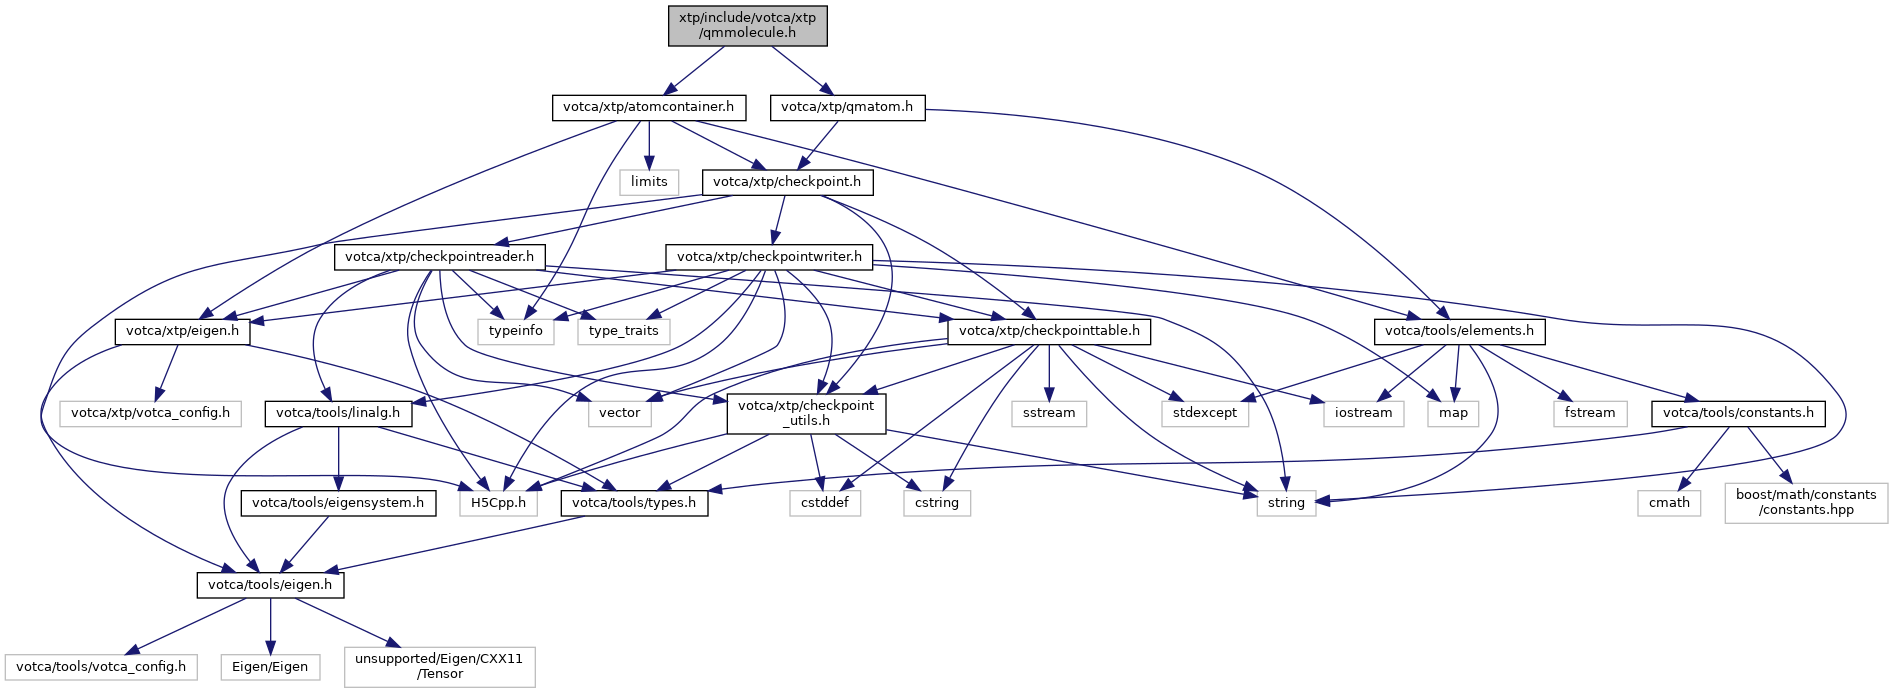 xtp/include/votca/xtp
/qmmolecule.h
votca/xtp/atomcontainer.h
votca/xtp/qmatom.h
limits
votca/xtp/checkpoint.h
votca/xtp/checkpointreader.h
votca/xtp/checkpointwriter.h
votca/xtp/eigen.h
typeinfo
type_traits
votca/xtp/checkpointtable.h
votca/tools/elements.h
votca/xtp/votca_config.h
votca/tools/linalg.h
vector
votca/xtp/checkpoint
_utils.h
sstream
stdexcept
iostream
map
fstream
votca/tools/constants.h
votca/tools/eigensystem.h
H5Cpp.h
votca/tools/types.h
cstddef
cstring
string
cmath
boost/math/constants
/constants.hpp
votca/tools/eigen.h
votca/tools/votca_config.h
Eigen/Eigen
unsupported/Eigen/CXX11
/Tensor